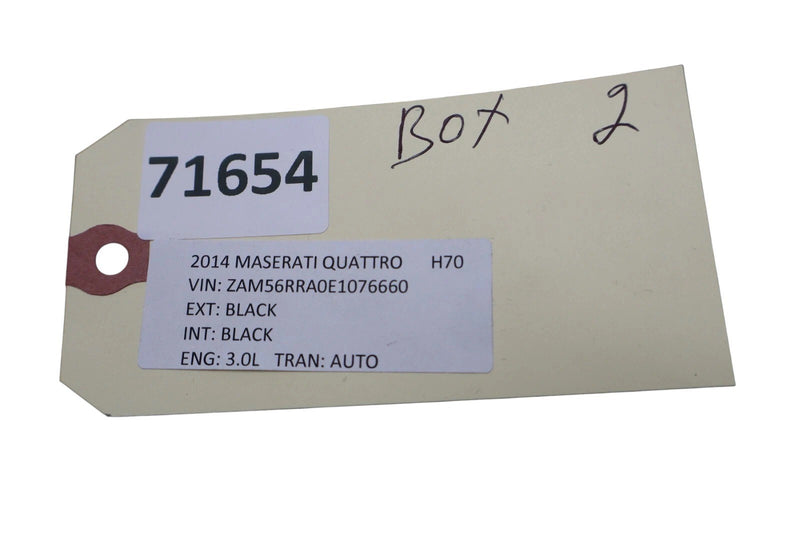 Box 2
71654
2014 MASERATI QUATTRO H70
VIN: ZAM56RRA0E1076660
EXT: BLACK
INT: BLACK
ENG: 3.0L TRAN: AUTO